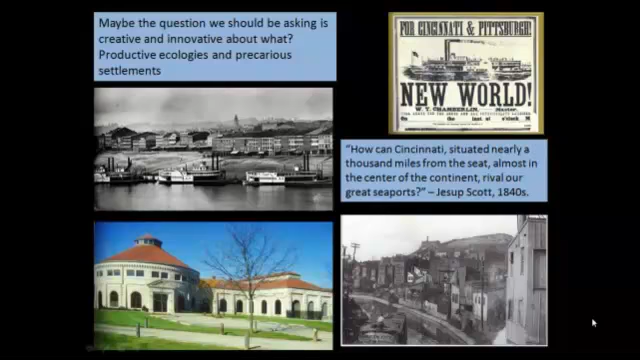 Maybe the question we should be asking is
creative and innovative about what?
Productive ecologies and precarious
settlements
FOR CINCINNATI & PITTSBURGH!
NEW WORLD!
W. T. CHAMBERLIN, Master.
"How can Cincinnati, situated nearly a
thousand miles from the seat, almost in
the center of the continent, rival our
great seaports?" – Jesup Scott, 1840s.